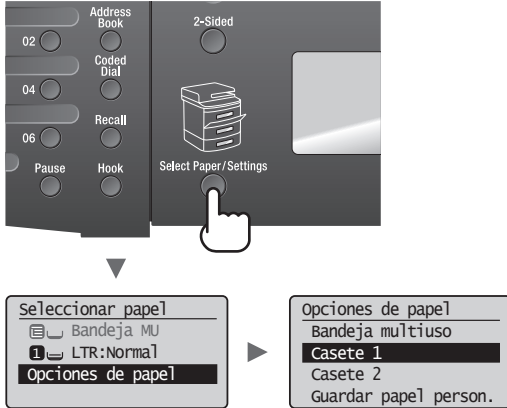 Address
Book
2-Sided
02
Coded
Dial
04
Recall
06
Pause
Hook
Select Paper/Settings
Seleccionar papel
Bandeja MU
1 LTR:Normal
Opciones de papel
Opciones de papel
Bandeja multiuso
Casete 1
Casete 2
Guardar papel person.